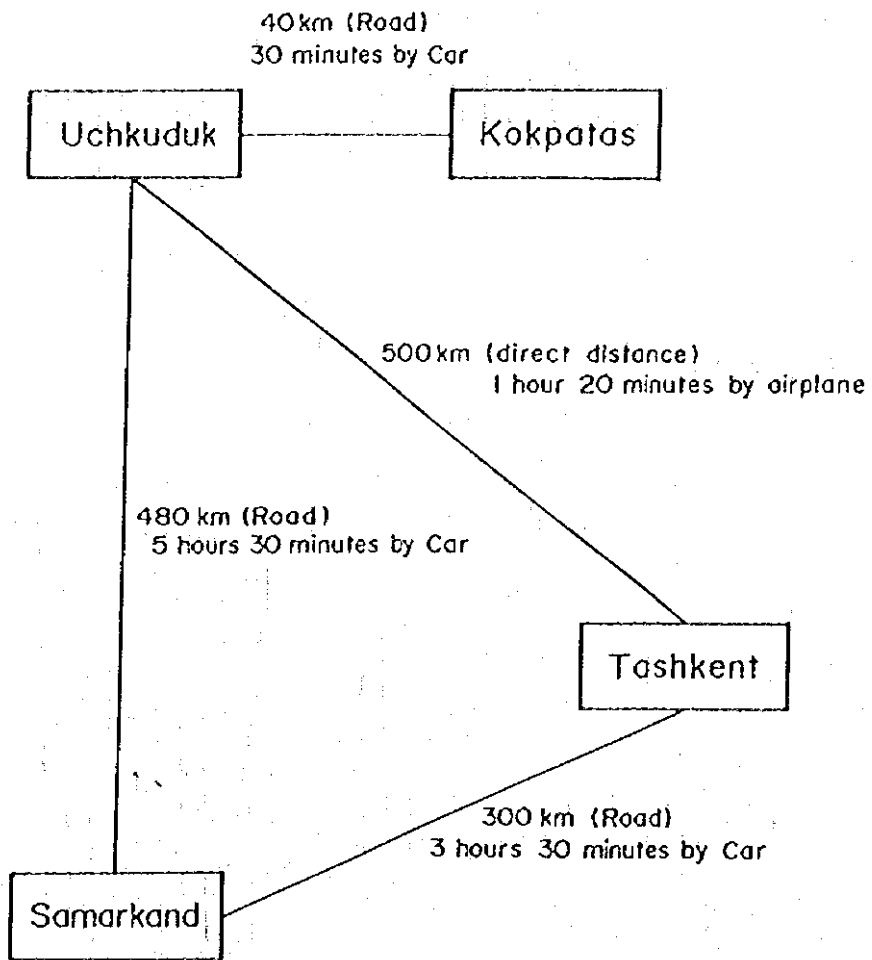 40km (Road)
30 minutes by Car
Uchkuduk
Kokpatas
500km (direct distance)
1 hour 20 minutes by airplane
480 km (Road)
5 hours 30 minutes by Car
Tashkent
300 km (Road)
3 hours 30 minutes by Car
Samarkand